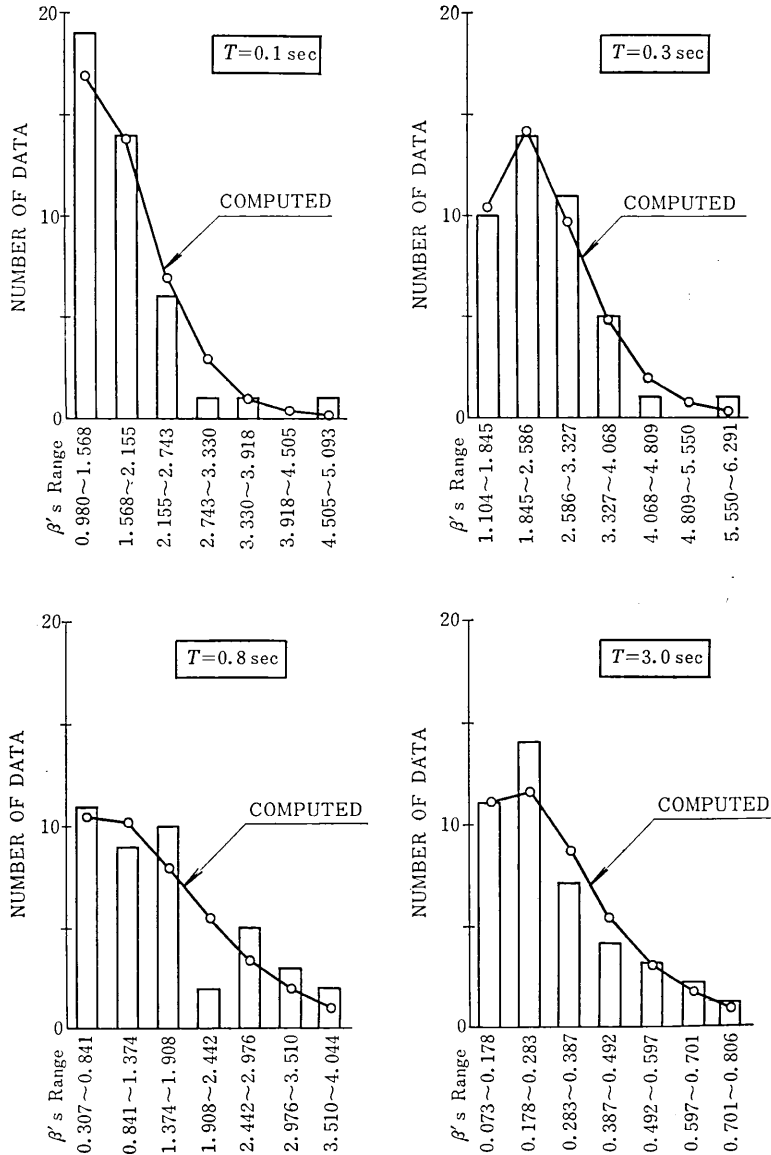 20
T=0.1 sec
NUMBER OF DATA
COMPUTED
10
0
β's Range
0.980~1.568
1.568~2.155
2.155~2.743
2.743~3.330
3.330~3.918
3.918~4.505
4.505~5.093
20
T=0.3 sec
NUMBER OF DATA
COMPUTED
10
0
β's Range
1.104~1.845
1.845~2.586
2.586~3.327
3.327~4.068
4.068~4.809
4.809~5.550
5.550~6.291
20
T=0.8 sec
NUMBER OF DATA
COMPUTED
10
0
β's Range
0.307~0.841
0.841~1.374
1.374~1.908
1.908~2.442
2.442~2.976
2.976~3.510
3.510~4.044
20
T=3.0 sec
NUMBER OF DATA
COMPUTED
10
0
β's Range
0.073~0.178
0.178~0.283
0.283~0.387
0.387~0.492
0.492~0.597
0.597~0.701
0.701~0.806